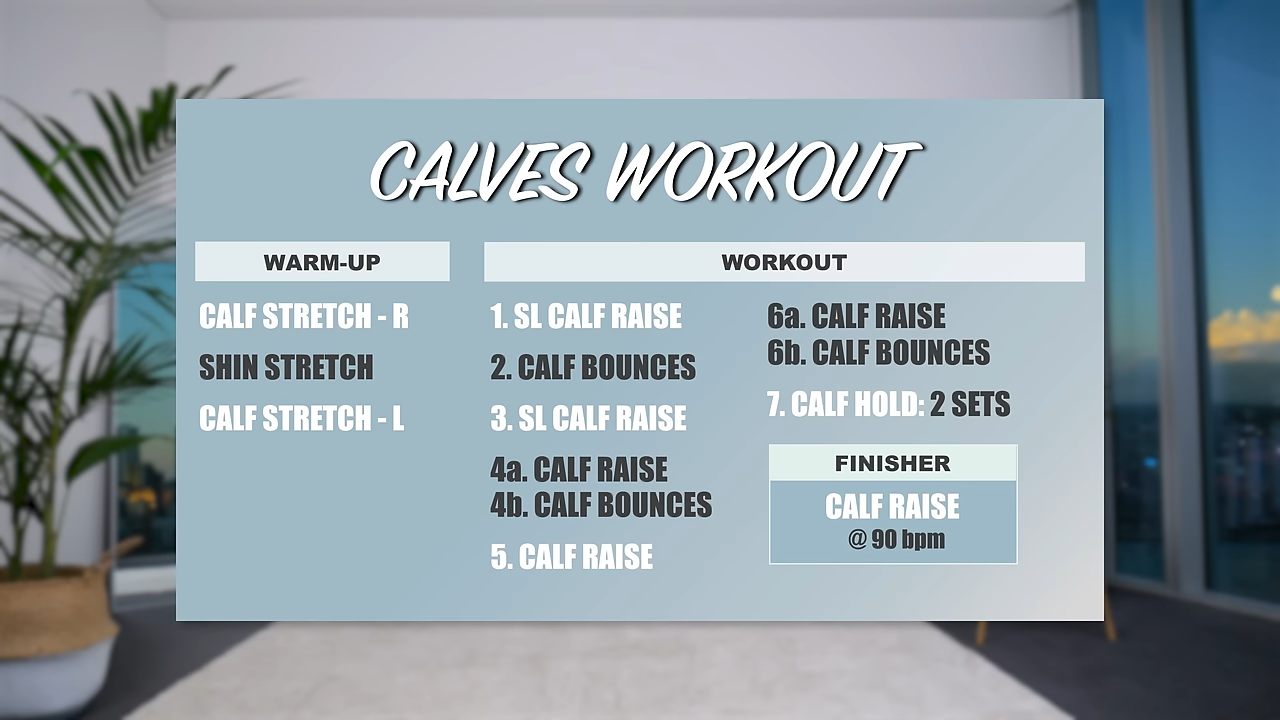 CALVES WORKOUT
WARM-UP
CALF STRETCH - R
SHIN STRETCH
CALF STRETCH - L
WORKOUT
1. SL CALF RAISE
2. CALF BOUNCES
3. SL CALF RAISE
4a. CALF RAISE
4b. CALF BOUNCES
5. CALF RAISE
6a. CALF RAISE
6b. CALF BOUNCES
7. CALF HOLD: 2 SETS
FINISHER
CALF RAISE
@ 90 bpm